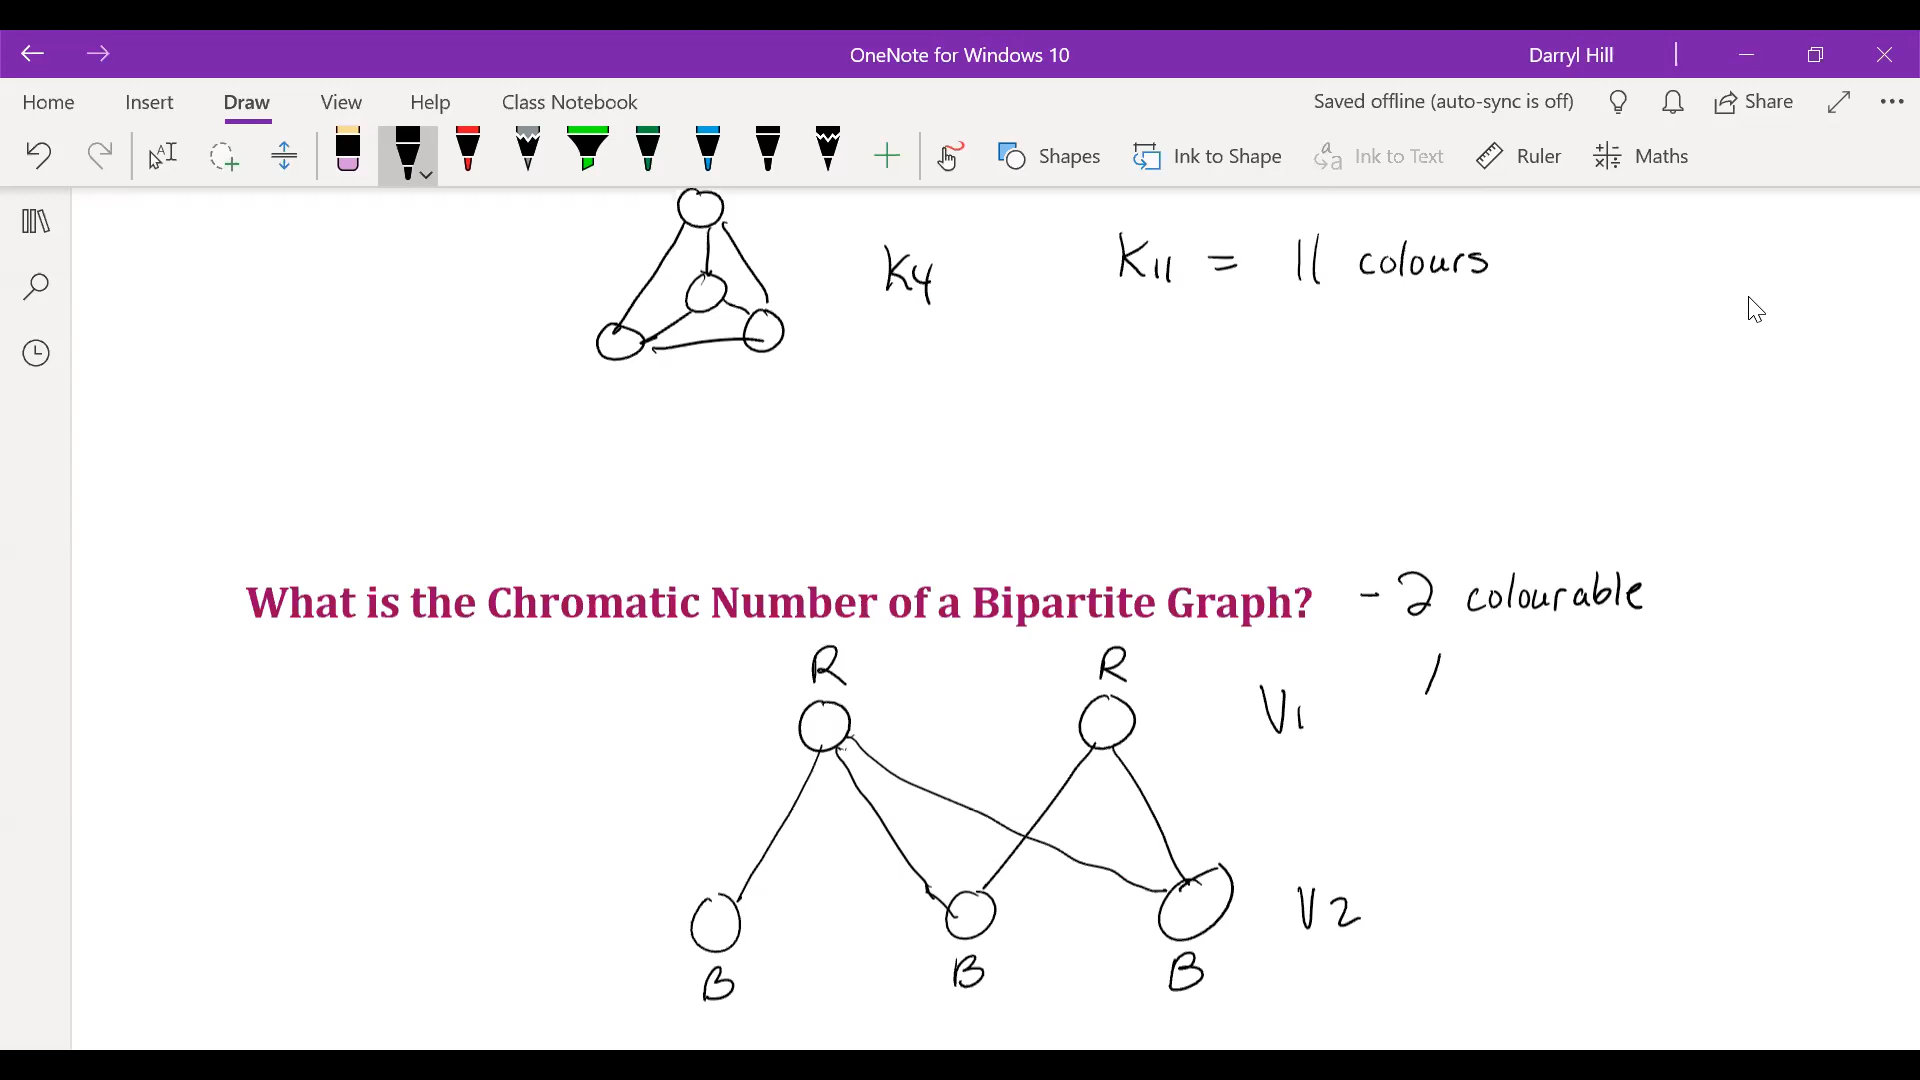 OneNote for Windows 10
Darryl Hill
Home Insert Draw View Help Class Notebook
Saved offline (auto-sync is off) Share
Shapes Ink to Shape Ink to Text Ruler Maths
K4
K11 = 11 colours
What is the Chromatic Number of a Bipartite Graph? - 2 colourable
R R
V1
V2
B B B